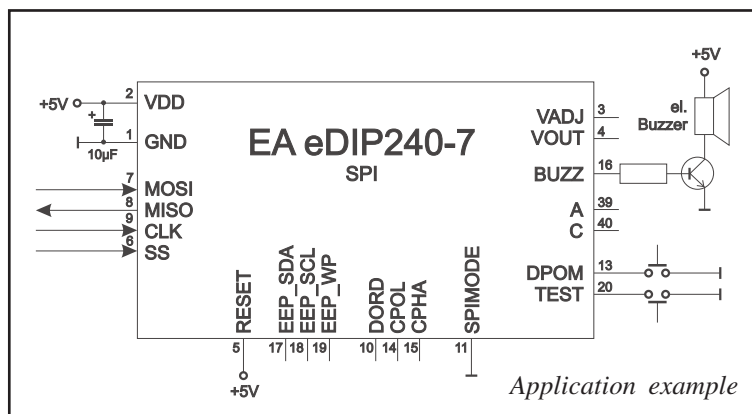 +5V
2
VDD
+
1
GND
10µF
7
MOSI
8
MISO
9
CLK
6
SS
EA eDIP240-7
SPI
VADJ
3
VOUT
4
BUZZ
16
A
39
C
40
DPOM
13
TEST
20
+5V
el.
Buzzer
RESET
EEP_SDA
EEP_SCL
EEP_WP
DORD
CPOL
CPHA
SPIMODE
5
17
18
19
10
14
15
11
+5V
Application example